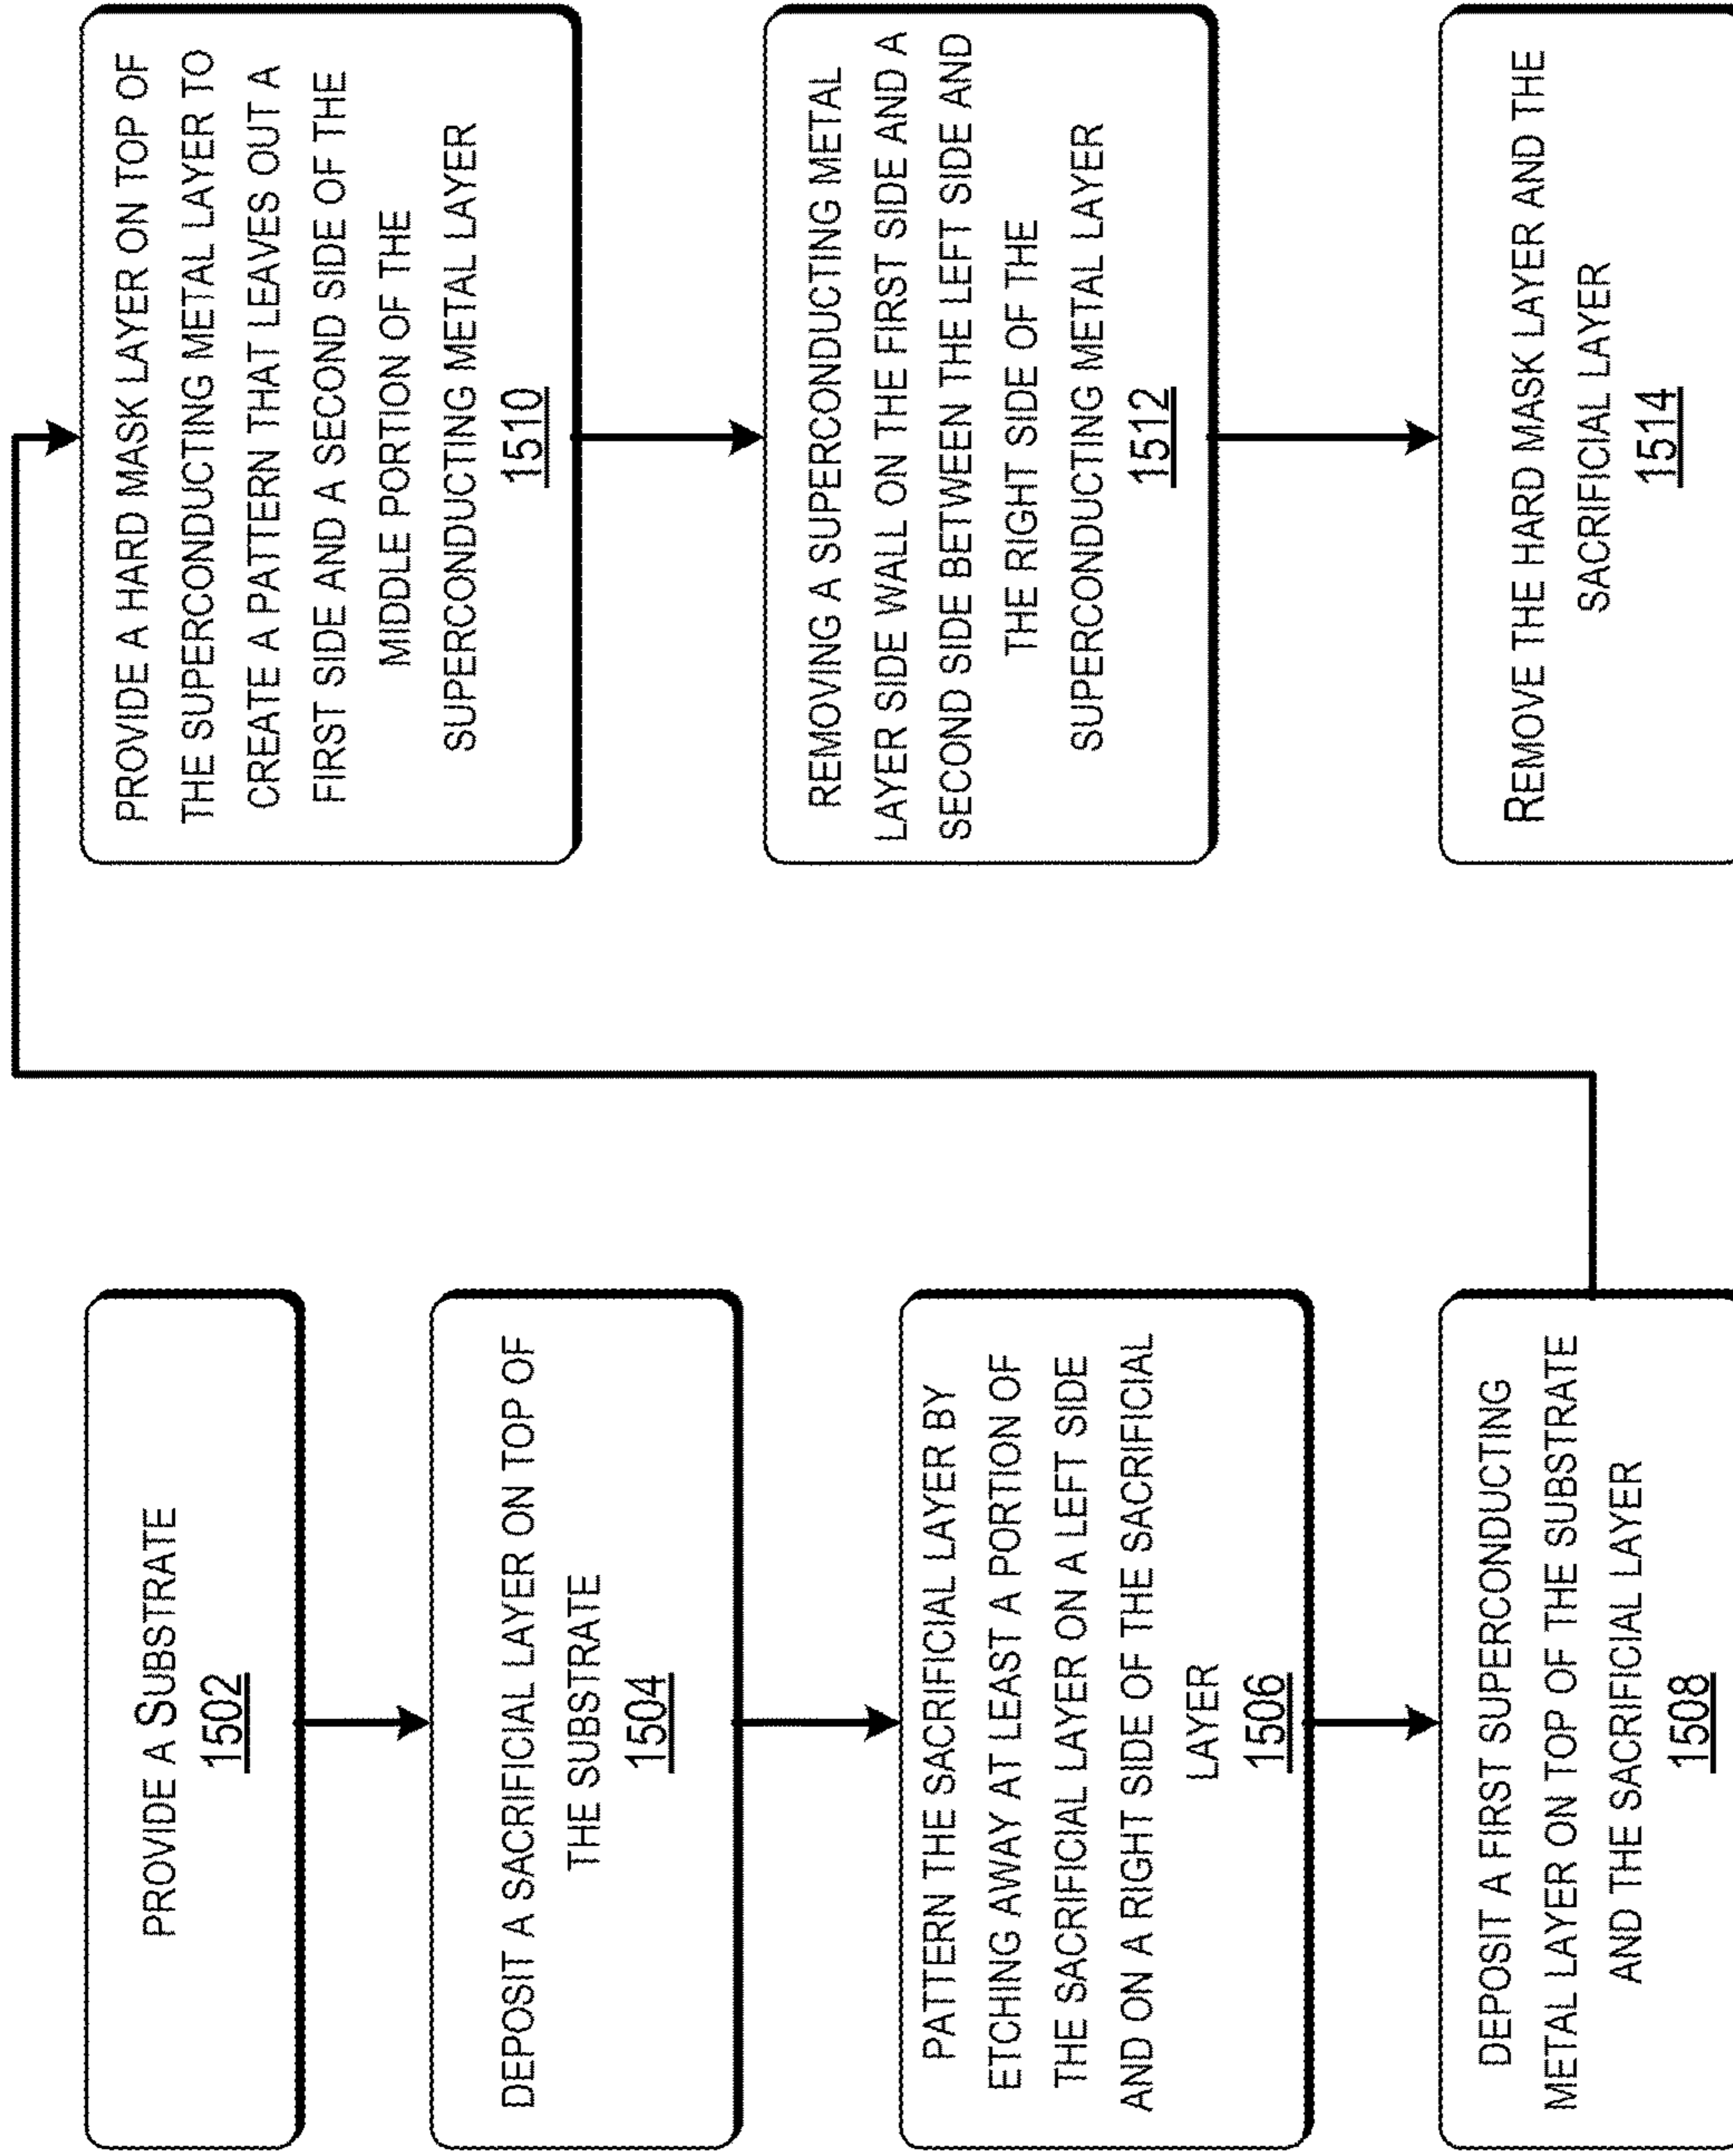 PROVIDE A SUBSTRATE
1502
DEPOSIT A SACRIFICIAL LAYER ON TOP OF
THE SUBSTRATE
1504
PATTERN THE SACRIFICIAL LAYER BY
ETCHING AWAY AT LEAST A PORTION OF
THE SACRIFICIAL LAYER ON A LEFT SIDE
AND ON A RIGHT SIDE OF THE SACRIFICIAL
LAYER
1506
DEPOSIT A FIRST SUPERCONDUCTING
METAL LAYER ON TOP OF THE SUBSTRATE
AND THE SACRIFICIAL LAYER
1508
PROVIDE A HARD MASK LAYER ON TOP OF
THE SUPERCONDUCTING METAL LAYER TO
CREATE A PATTERN THAT LEAVES OUT A
FIRST SIDE AND A SECOND SIDE OF THE
MIDDLE PORTION OF THE
SUPERCONDUCTING METAL LAYER
1510
REMOVING A SUPERCONDUCTING METAL
LAYER SIDE WALL ON THE FIRST SIDE AND A
SECOND SIDE BETWEEN THE LEFT SIDE AND
THE RIGHT SIDE OF THE
SUPERCONDUCTING METAL LAYER
1512
REMOVE THE HARD MASK LAYER AND THE
SACRIFICIAL LAYER
1514